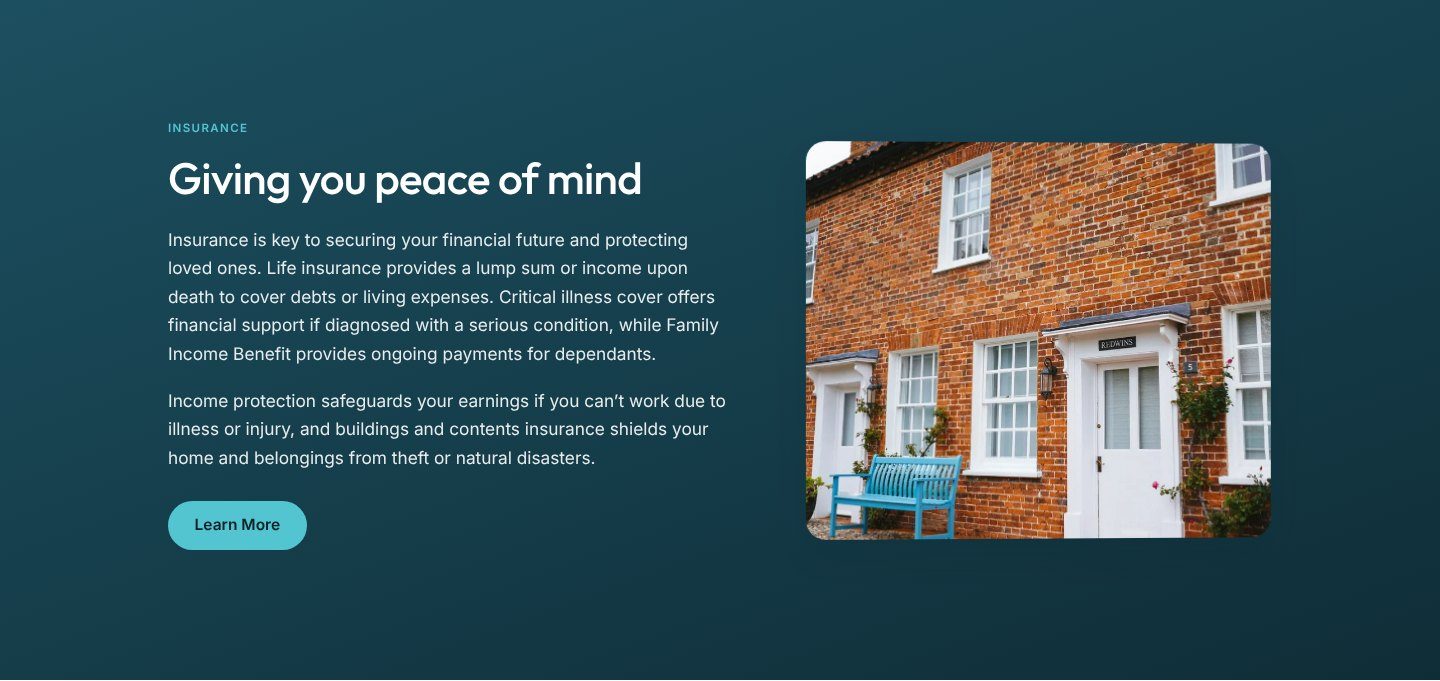 INSURANCE
Giving you peace of mind
Insurance is key to securing your financial future and protecting
loved ones. Life insurance provides a lump sum or income upon
death to cover debts or living expenses. Critical illness cover offers
financial support if diagnosed with a serious condition, while Family
Income Benefit provides ongoing payments for dependants.
Income protection safeguards your earnings if you can’t work due to
illness or injury, and buildings and contents insurance shields your
home and belongings from theft or natural disasters.
Learn More
REDWINS
5